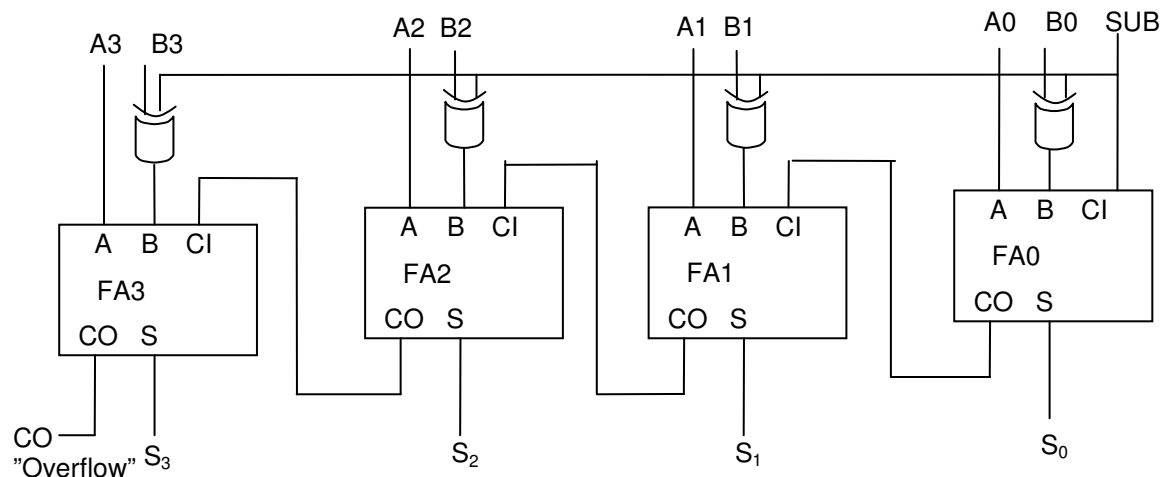 A3 B3 A2 B2 A1 B1 A0 B0 SUB
A B CI A B CI A B CI A B CI
FA3 FA2 FA1 FA0
CO S CO S CO S CO S
CO
”Overflow” S₃ S₂ S₁ S₀